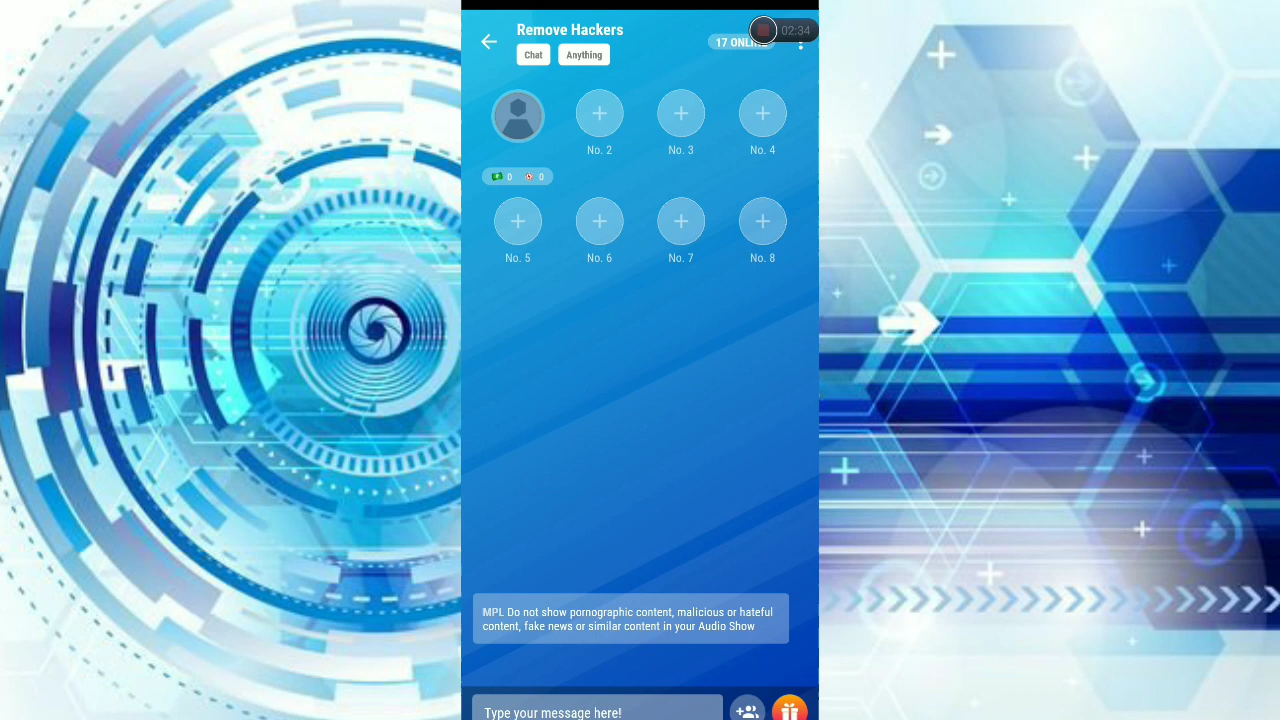 Remove Hackers
02:34
17 ONLINE
Chat Anything
No. 2 No. 3 No. 4
0 0
No. 5 No. 6 No. 7 No. 8
MPL Do not show pornographic content, malicious or hateful
content, fake news or similar content in your Audio Show
Type your message here!